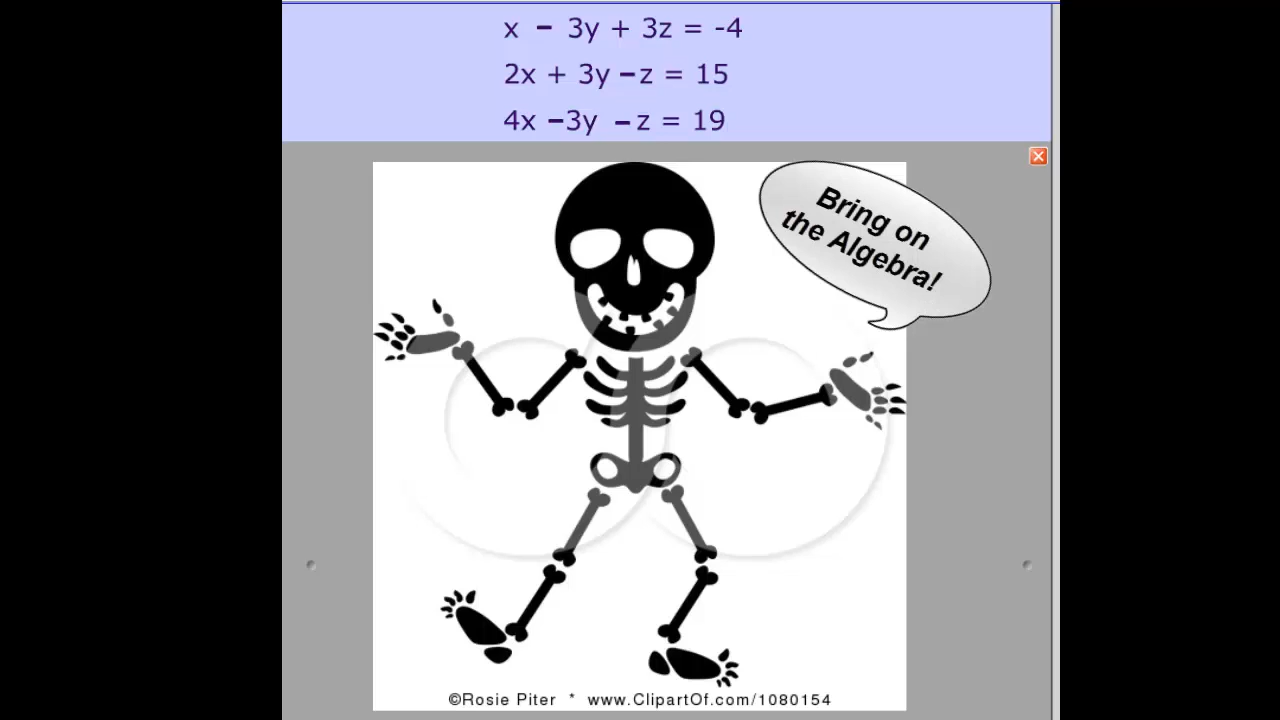 x − 3y + 3z = -4
2x + 3y − z = 15
4x −3y − z = 19
Bring on
the Algebra!
©Rosie Piter * www.ClipartOf.com/1080154